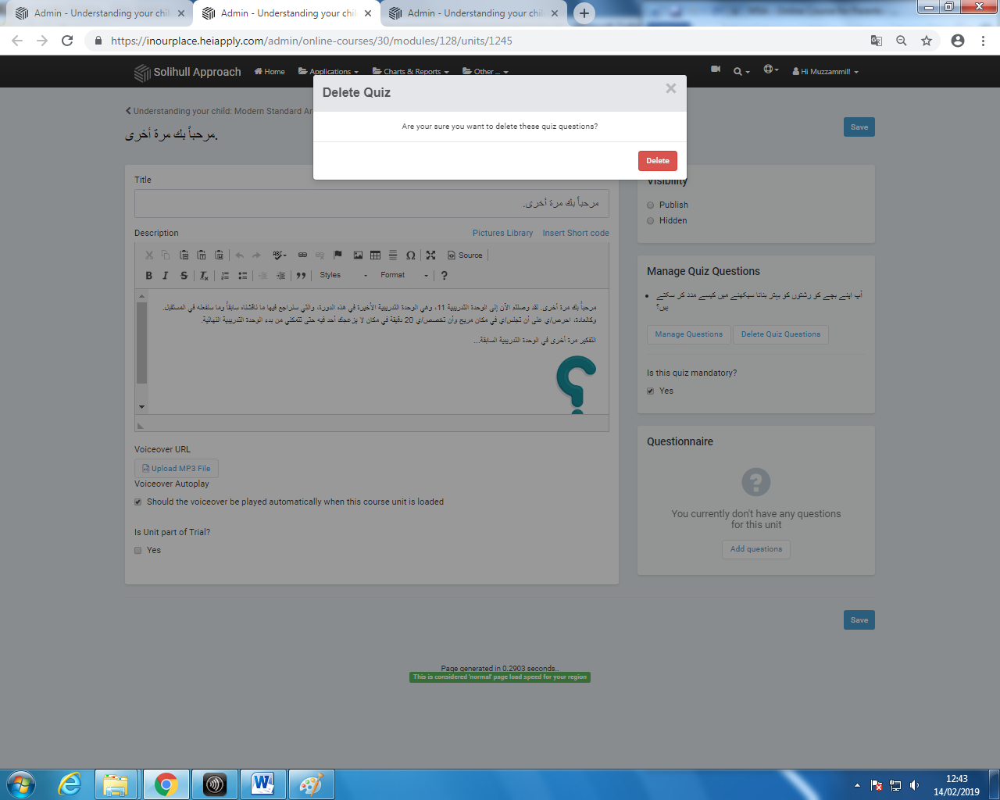 Admin - Understanding your chil
Admin - Understanding your chil
Admin - Understanding your chil
https://inourplace.heiapply.com/admin/online-courses/30/modules/128/units/1245
Solihull Approach
Home
Applications
Charts & Reports
Other ...
Hi Muzzammil!
Understanding your child: Modern Standard Ar
مرحباً بك مرة أخرى.
Save
Delete Quiz
Are your sure you want to delete these quiz questions?
Delete
Title
مرحباً بك مرة أخرى.
Description
Pictures Library
Insert Short code
Source
Styles
Format
مرحباً بك مرة أخرى. لقد وصلتم الآن إلى الوحدة التدريبية 11، وهي الوحدة التدريبية الأخيرة في هذه الدورة، والتي سنراجع فيها ما ناقشناه سابقاً وما سنفعله في المستقبل.
وكالعادة، احرص/ي على أن تجلس/ي في مكان مريح وأن تخصص/ي 20 دقيقة في مكان لا يزعجك أحد فيه حتى تتمكني من بدء الوحدة التدريبية النهائية.
التفكير مرة أخرى في الوحدة التدريبية السابقة...
Voiceover URL
Upload MP3 File
Voiceover Autoplay
Should the voiceover be played automatically when this course unit is loaded
Is Unit part of Trial?
Yes
Visibility
Publish
Hidden
Manage Quiz Questions
آپ اپنے بچے کو رشتوں کو بہتر بنانا سیکھنے میں کیسے مدد کر سکتے
ہیں؟
Manage Questions
Delete Quiz Questions
Is this quiz mandatory?
Yes
Questionnaire
You currently don't have any questions
for this unit
Add questions
Save
Page generated in 0.2903 seconds..
This is considered 'normal' page load speed for your region
12:43
14/02/2019